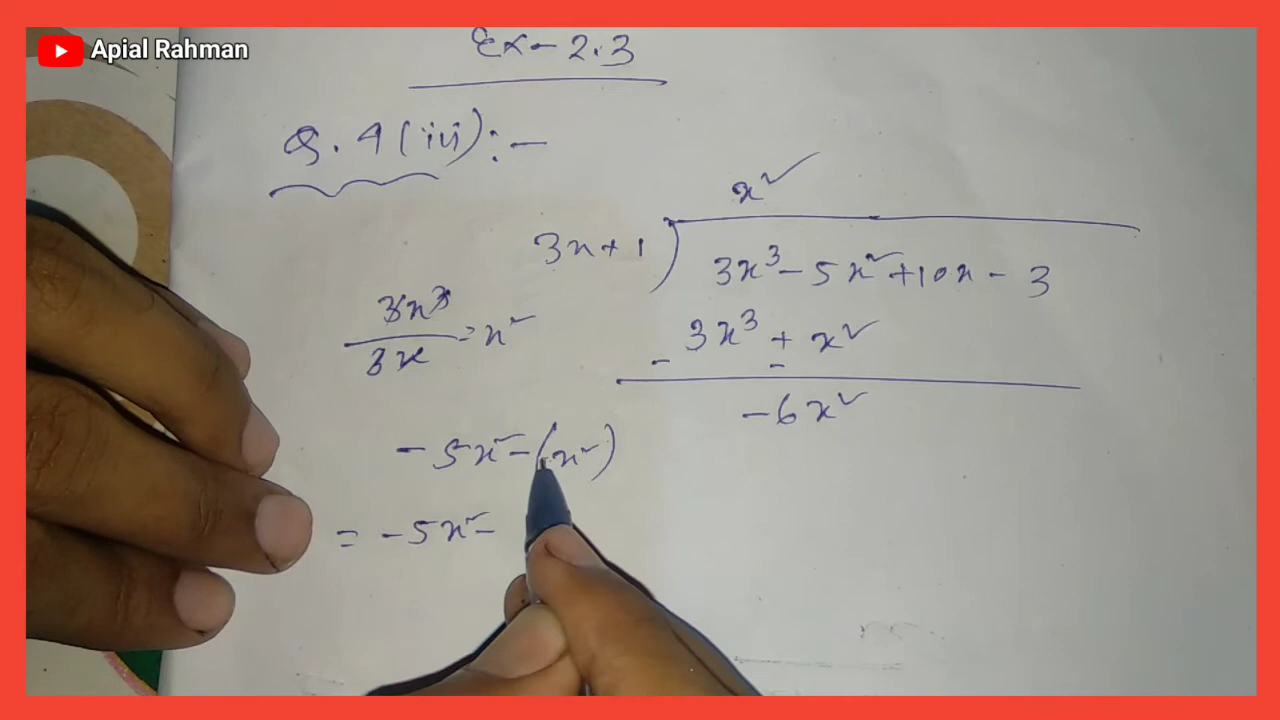 Apial Rahman
Ex - 2.3
Q. 4 (iii) : -
x²
3x + 1 ) 3x³ - 5x² + 10x - 3
3x³ / 3x = x²
3x³ + x²
- -
- 6x²
- 5x² - (x²)
= - 5x² -